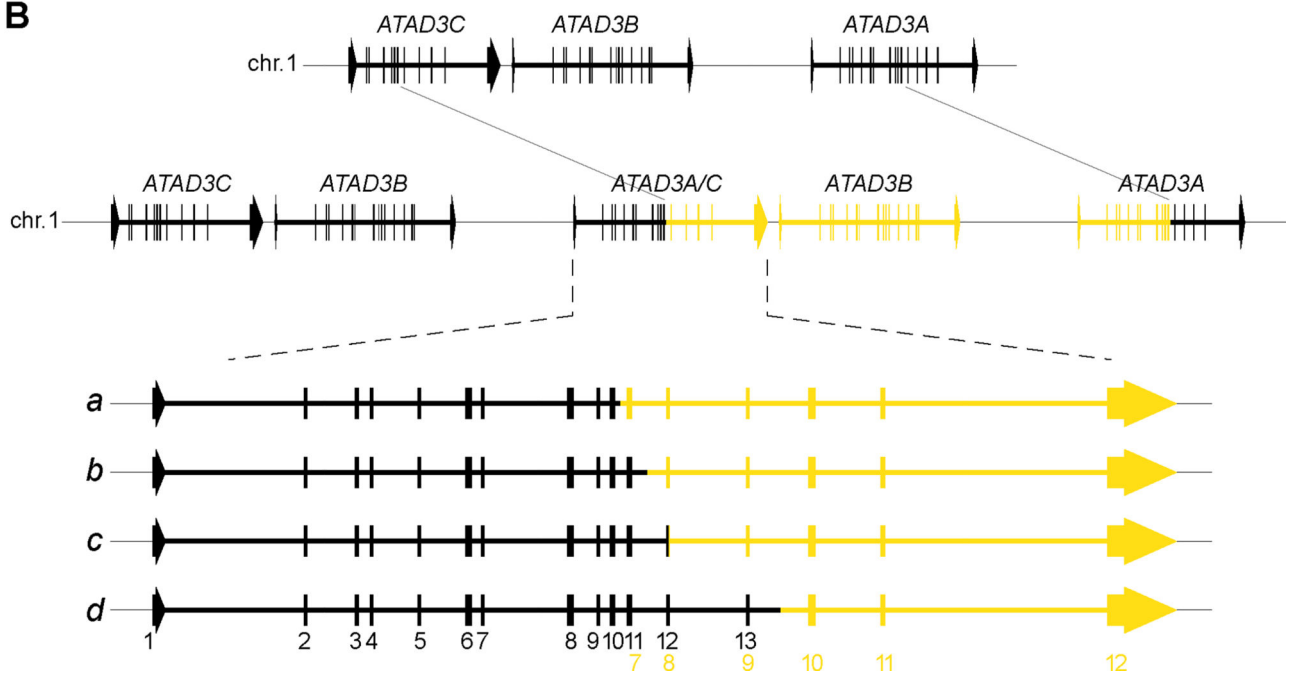 B
ATAD3C ATAD3B ATAD3A
chr.1
ATAD3C ATAD3B ATAD3A/C ATAD3B ATAD3A
chr.1
a
b
c
d
1 2 3 4 5 6 7 8 9 10 11 12 13
7 8 9 10 11 12